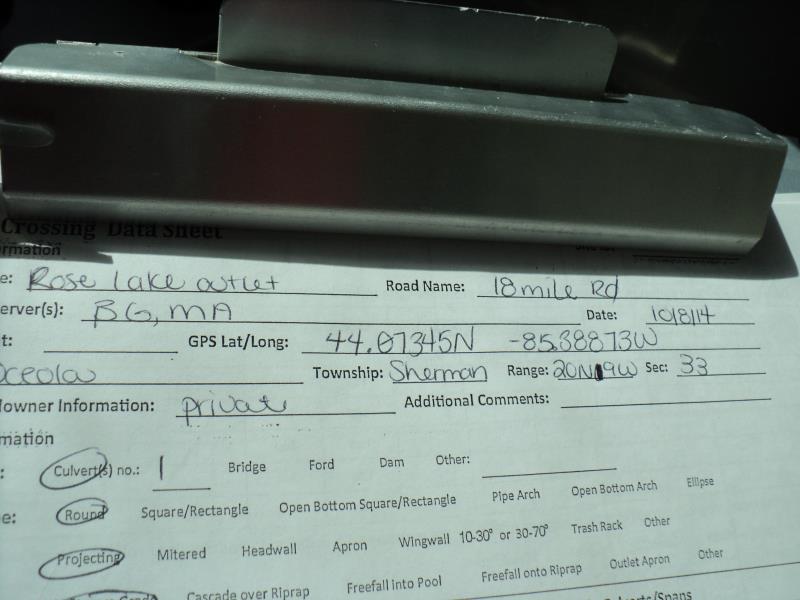 Crossing Data Sheet
rmation
e: Rose Lake outlet Road Name: 18 mile Rd
erver(s): BG, MA Date: 10/8/14
t: GPS Lat/Long: 44.07345N -85.38873W
Oceola Township: Sherman Range: 20N 9W Sec: 33
downer Information: private Additional Comments:
mation
: Culvert(s) no.: 1 Bridge Ford Dam Other:
e: Round Square/Rectangle Open Bottom Square/Rectangle Pipe Arch Open Bottom Arch Ellipse
Projecting Mitered Headwall Apron Wingwall 10-30° or 30-70° Trash Rack Other
Grade Cascade over Riprap Freefall into Pool Freefall onto Riprap Outlet Apron Other